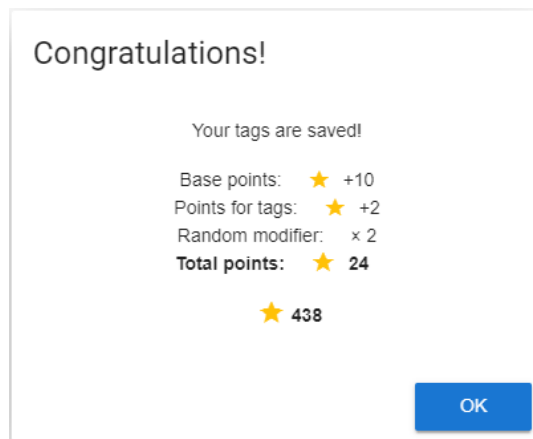 Congratulations!
Your tags are saved!
Base points: +10
Points for tags: +2
Random modifier: × 2
Total points: 24
438
OK